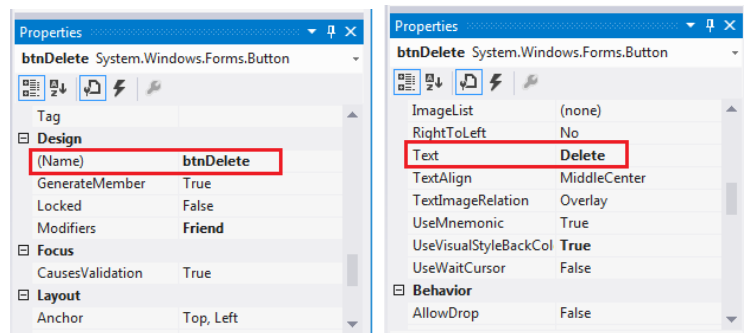 Properties
btnDelete System.Windows.Forms.Button
Tag
Design
(Name) btnDelete
GenerateMember True
Locked False
Modifiers Friend
Focus
CausesValidation True
Layout
Anchor Top, Left
Properties
btnDelete System.Windows.Forms.Button
ImageList (none)
RightToLeft No
Text Delete
TextAlign MiddleCenter
TextImageRelation Overlay
UseMnemonic True
UseVisualStyleBackCol True
UseWaitCursor False
Behavior
AllowDrop False